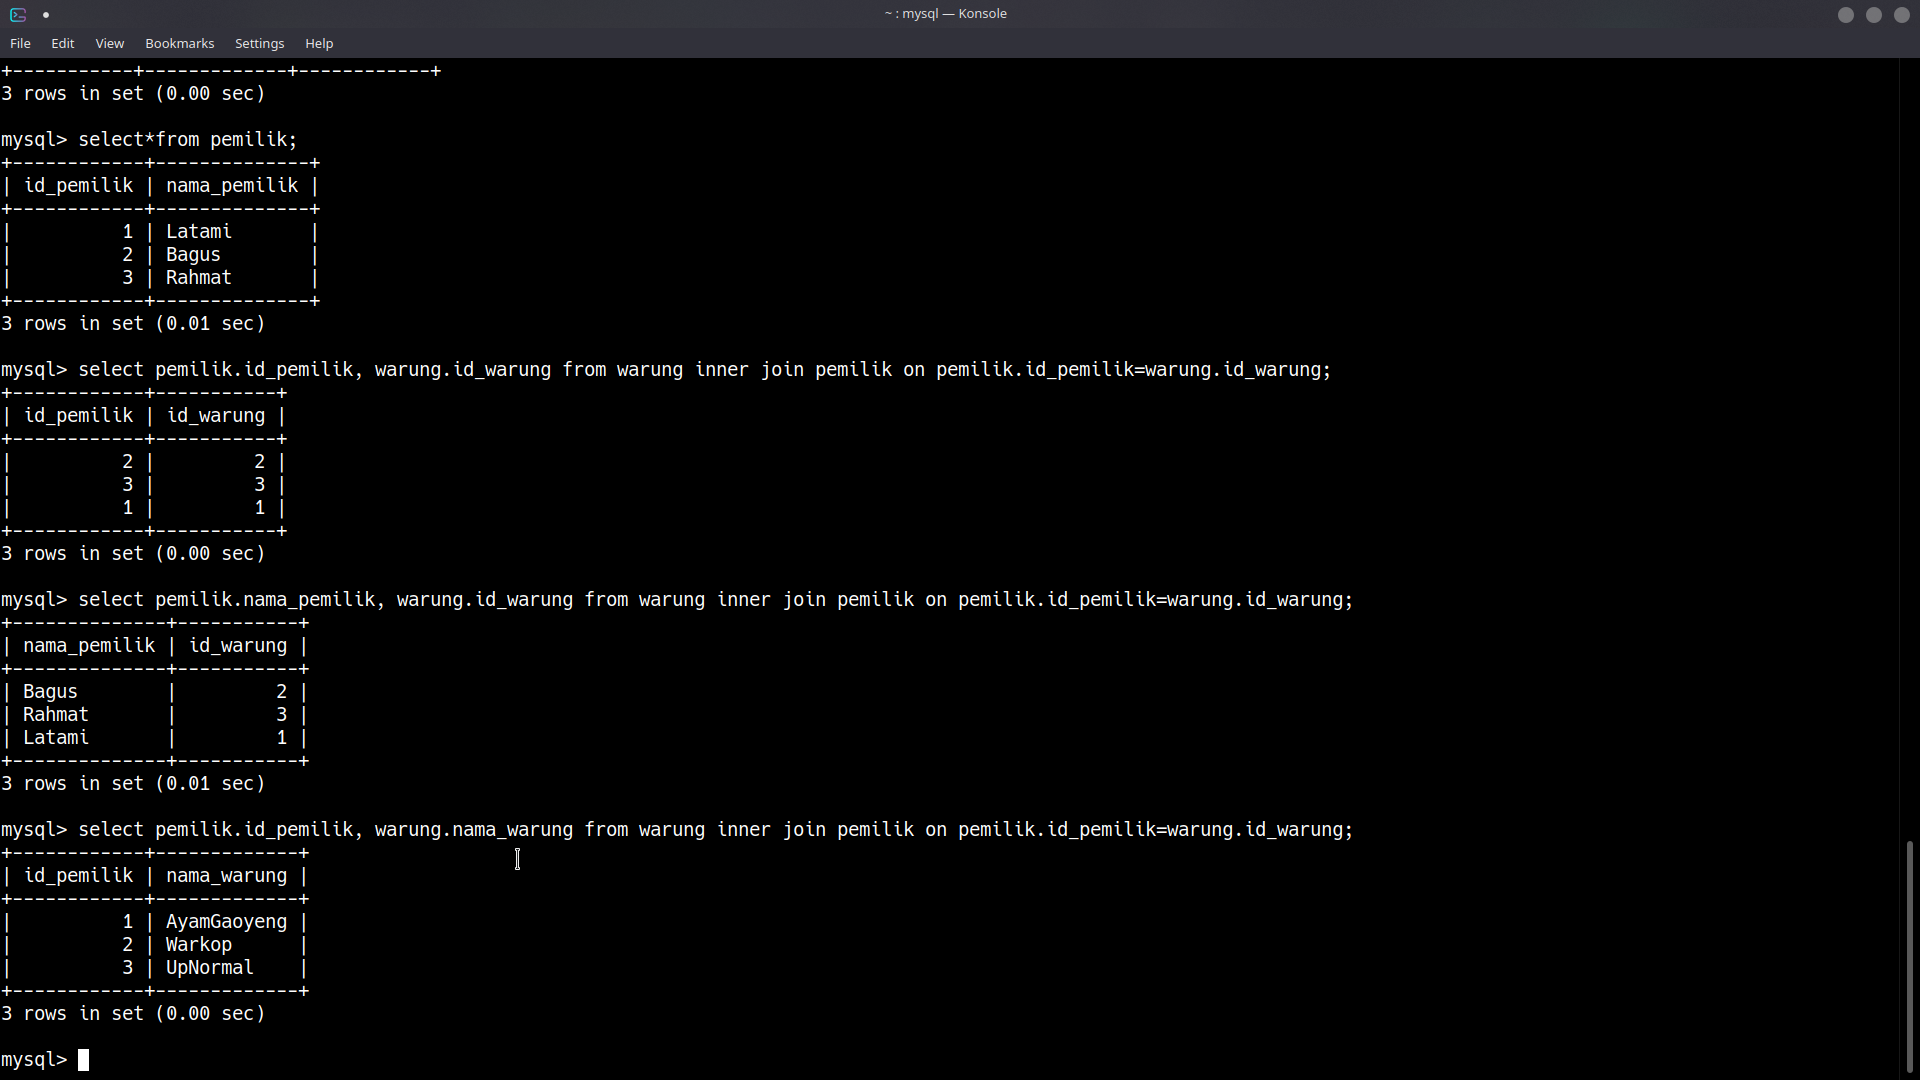 ~ : mysql — Konsole
File Edit View Bookmarks Settings Help
+-----------+-------------+------------+
3 rows in set (0.00 sec)
mysql> select*from pemilik;
+------------+--------------+
| id_pemilik | nama_pemilik |
+------------+--------------+
|          1 | Latami       |
|          2 | Bagus        |
|          3 | Rahmat       |
+------------+--------------+
3 rows in set (0.01 sec)
mysql> select pemilik.id_pemilik, warung.id_warung from warung inner join pemilik on pemilik.id_pemilik=warung.id_warung;
+------------+-----------+
| id_pemilik | id_warung |
+------------+-----------+
|          2 |         2 |
|          3 |         3 |
|          1 |         1 |
+------------+-----------+
3 rows in set (0.00 sec)
mysql> select pemilik.nama_pemilik, warung.id_warung from warung inner join pemilik on pemilik.id_pemilik=warung.id_warung;
+--------------+-----------+
| nama_pemilik | id_warung |
+--------------+-----------+
| Bagus        |         2 |
| Rahmat       |         3 |
| Latami       |         1 |
+--------------+-----------+
3 rows in set (0.01 sec)
mysql> select pemilik.id_pemilik, warung.nama_warung from warung inner join pemilik on pemilik.id_pemilik=warung.id_warung;
+------------+-------------+
| id_pemilik | nama_warung |
+------------+-------------+
|          1 | AyamGaoyeng |
|          2 | Warkop      |
|          3 | UpNormal    |
+------------+-------------+
3 rows in set (0.00 sec)
mysql>